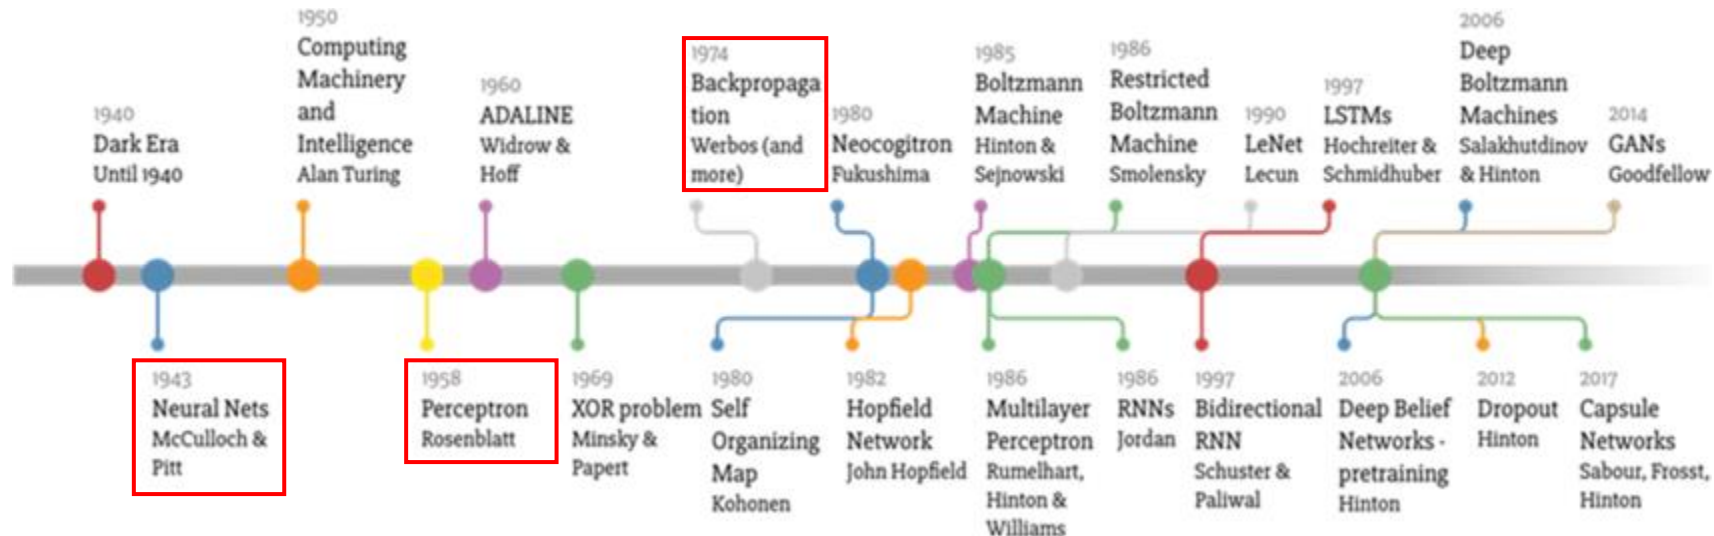 1940
Dark Era
Until 1940
1950
Computing
Machinery
and
Intelligence
Alan Turing
1960
ADALINE
Widrow &
Hoff
1974
Backpropaga
tion
Werbos (and
more)
1980
Neocogitron
Fukushima
1985
Boltzmann
Machine
Hinton &
Sejnowski
1986
Restricted
Boltzmann
Machine
Smolensky
1990
LeNet
Lecun
1997
LSTMs
Hochreiter &
Schmidhuber
2006
Deep
Boltzmann
Machines
Salakhutdinov
& Hinton
2014
GANs
Goodfellow
1943
Neural Nets
McCulloch &
Pitt
1958
Perceptron
Rosenblatt
1969
XOR problem
Minsky &
Papert
1980
Self
Organizing
Map
Kohonen
1982
Hopfield
Network
John Hopfield
1986
Multilayer
Perceptron
Rumelhart,
Hinton &
Williams
1986
RNNs
Jordan
1997
Bidirectional
RNN
Schuster &
Paliwal
2006
Deep Belief
Networks -
pretraining
Hinton
2012
Dropout
Hinton
2017
Capsule
Networks
Sabour, Frosst,
Hinton